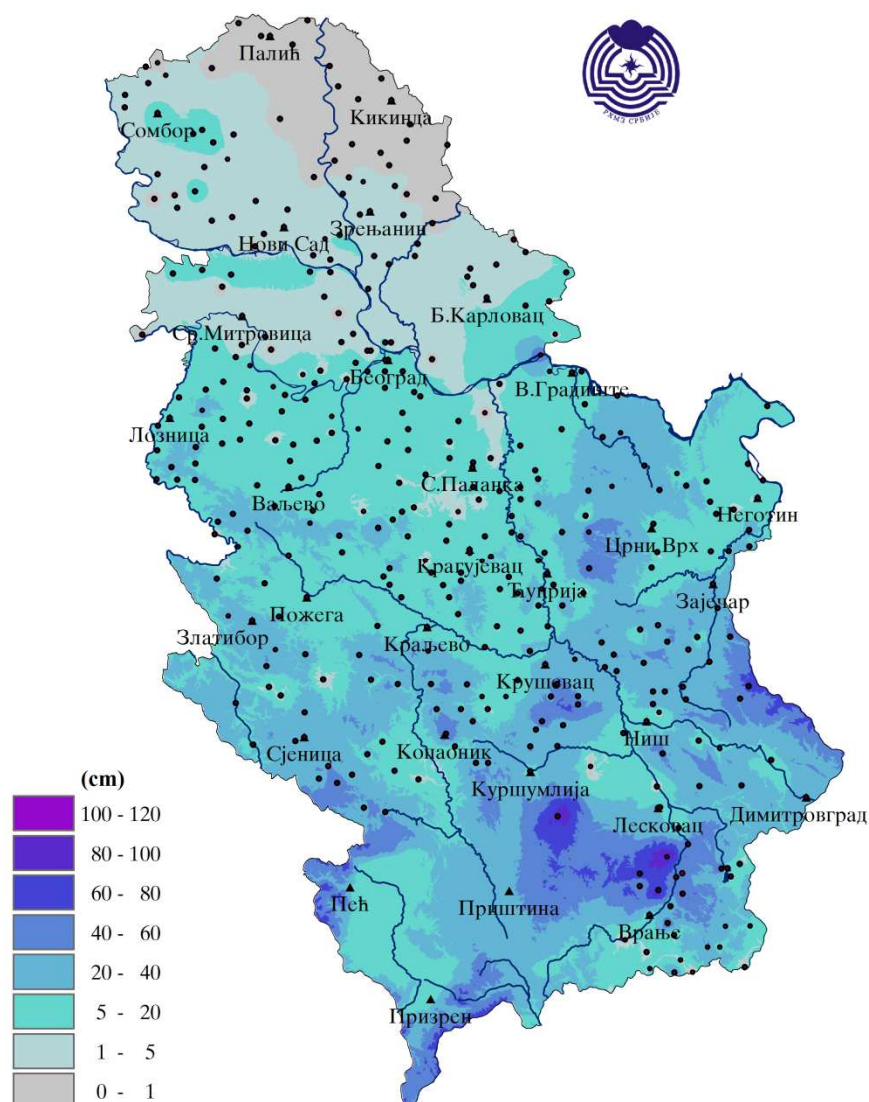 Палић
Кикинда
Сомбор
Зрењанин
Нови Сад
Б.Карловац
Ср.Митровица
Београд
В.Градиште
Лозница
С.Паланка
Ваљево
Неготин
Црни Врх
Крагујевац
Ћуприја
Зајечар
Пожега
Златибор
Краљево
Крушевац
Ниш
Сјеница
Копаоник
Куршумлија
Димитровград
Лесковац
Пећ
Приштина
Врање
Призрен
РХМЗ СРБИЈЕ
(cm)
100 - 120
80 - 100
60 - 80
40 - 60
20 - 40
5 - 20
1 - 5
0 - 1